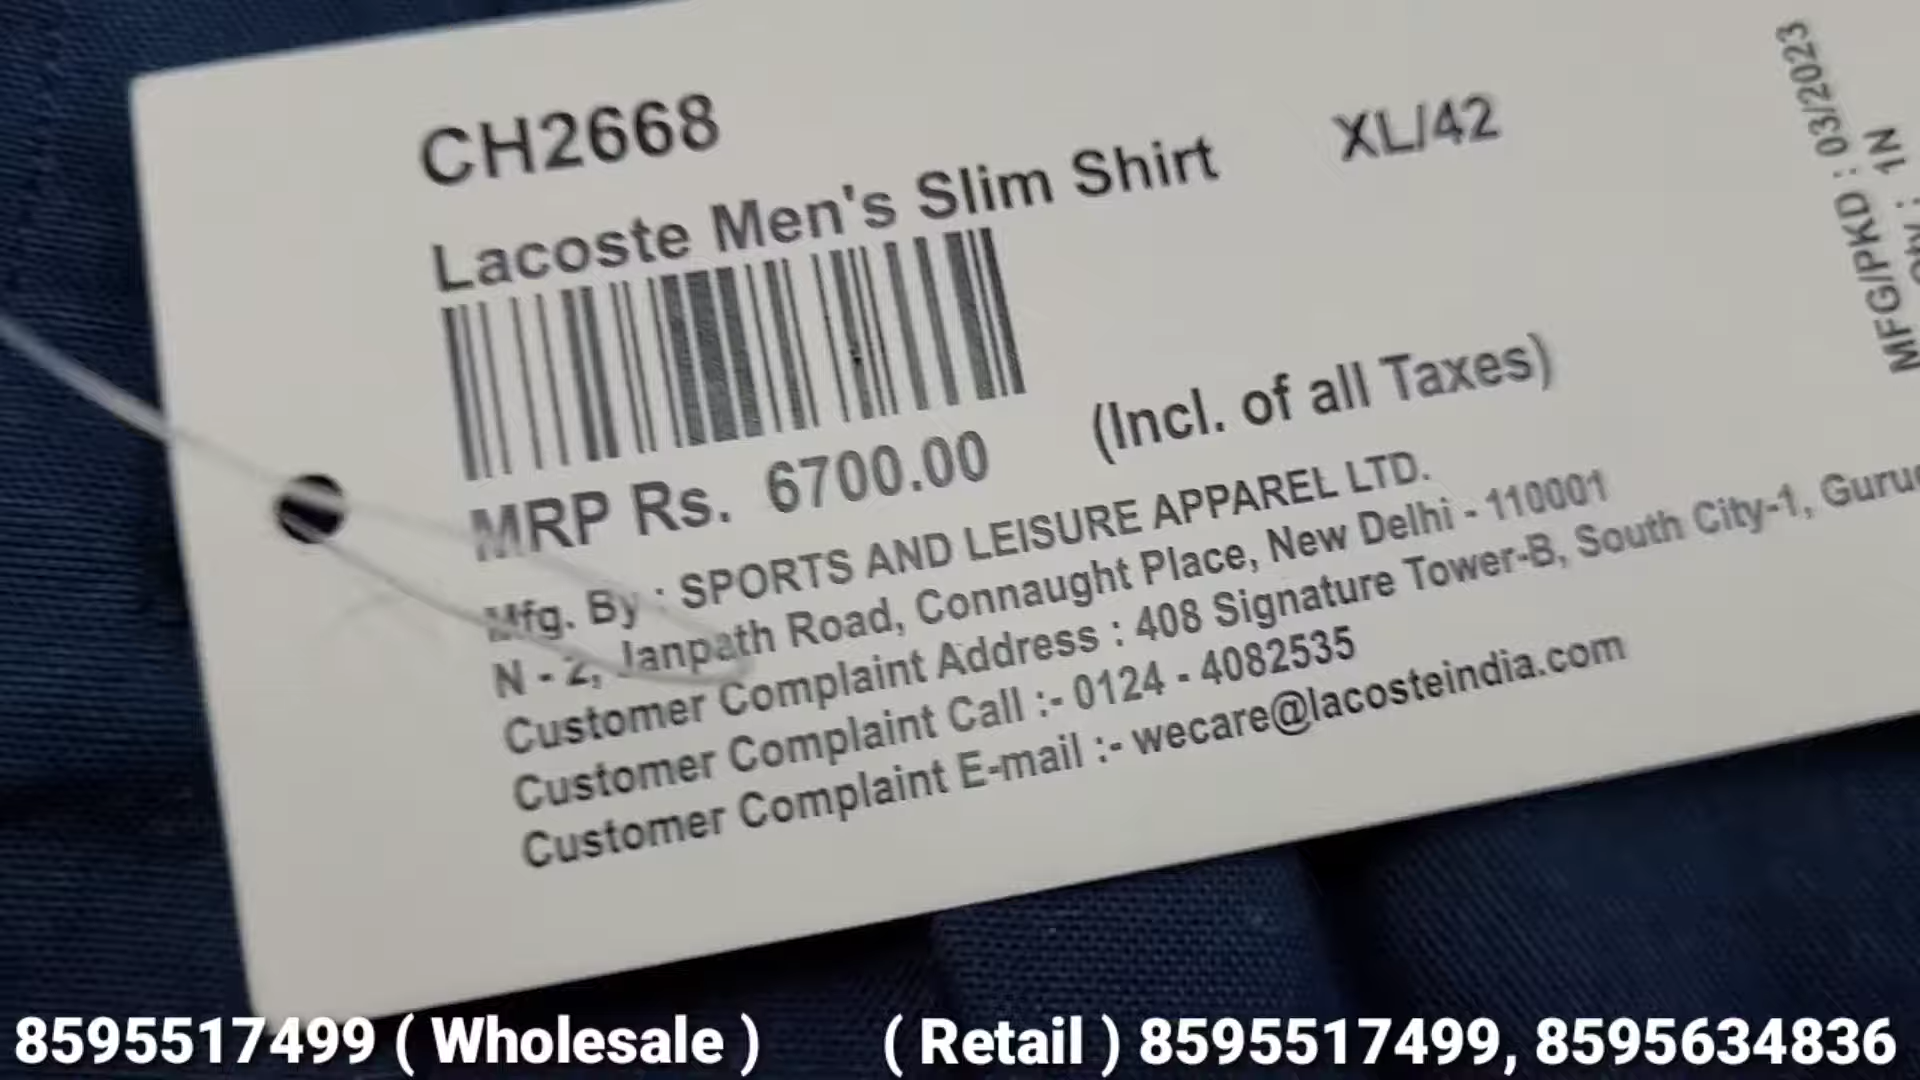 CH2668
Lacoste Men's Slim Shirt XL/42
MRP Rs. 6700.00 (Incl. of all Taxes)
Mfg. By : SPORTS AND LEISURE APPAREL LTD.
N - 2, Janpath Road, Connaught Place, New Delhi - 110001
Customer Complaint Address : 408 Signature Tower-B, South City-1,
Customer Complaint Call :- 0124 - 4082535
Customer Complaint E-mail :- wecare@lacosteindia.com
MFG/PKD : 03/2023
1N
8595517499 ( Wholesale ) ( Retail ) 8595517499, 8595634836